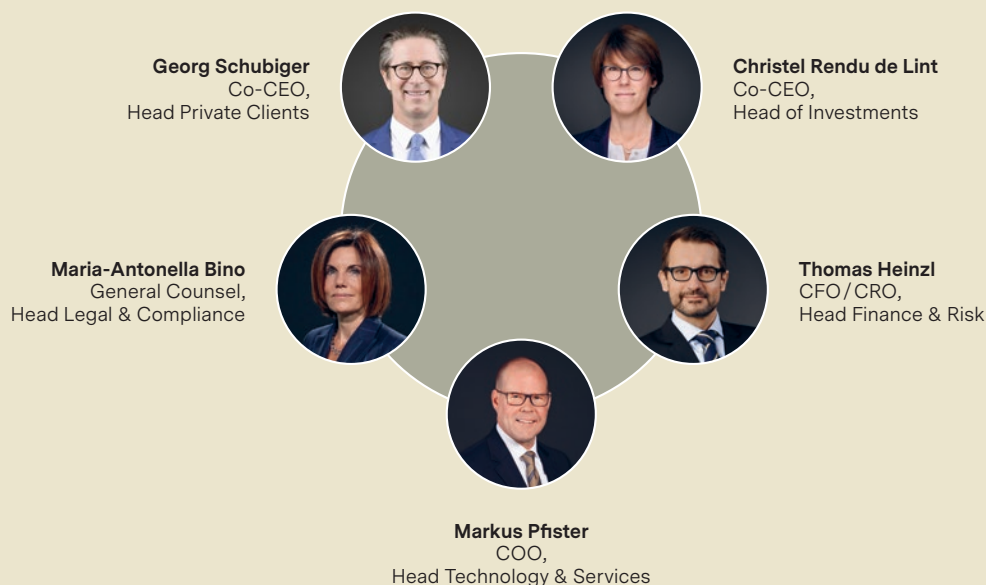 Georg Schubiger
Co-CEO,
Head Private Clients
Christel Rendu de Lint
Co-CEO,
Head of Investments
Maria-Antonella Bino
General Counsel,
Head Legal & Compliance
Thomas Heinzl
CFO / CRO,
Head Finance & Risk
Markus Pfister
COO,
Head Technology & Services